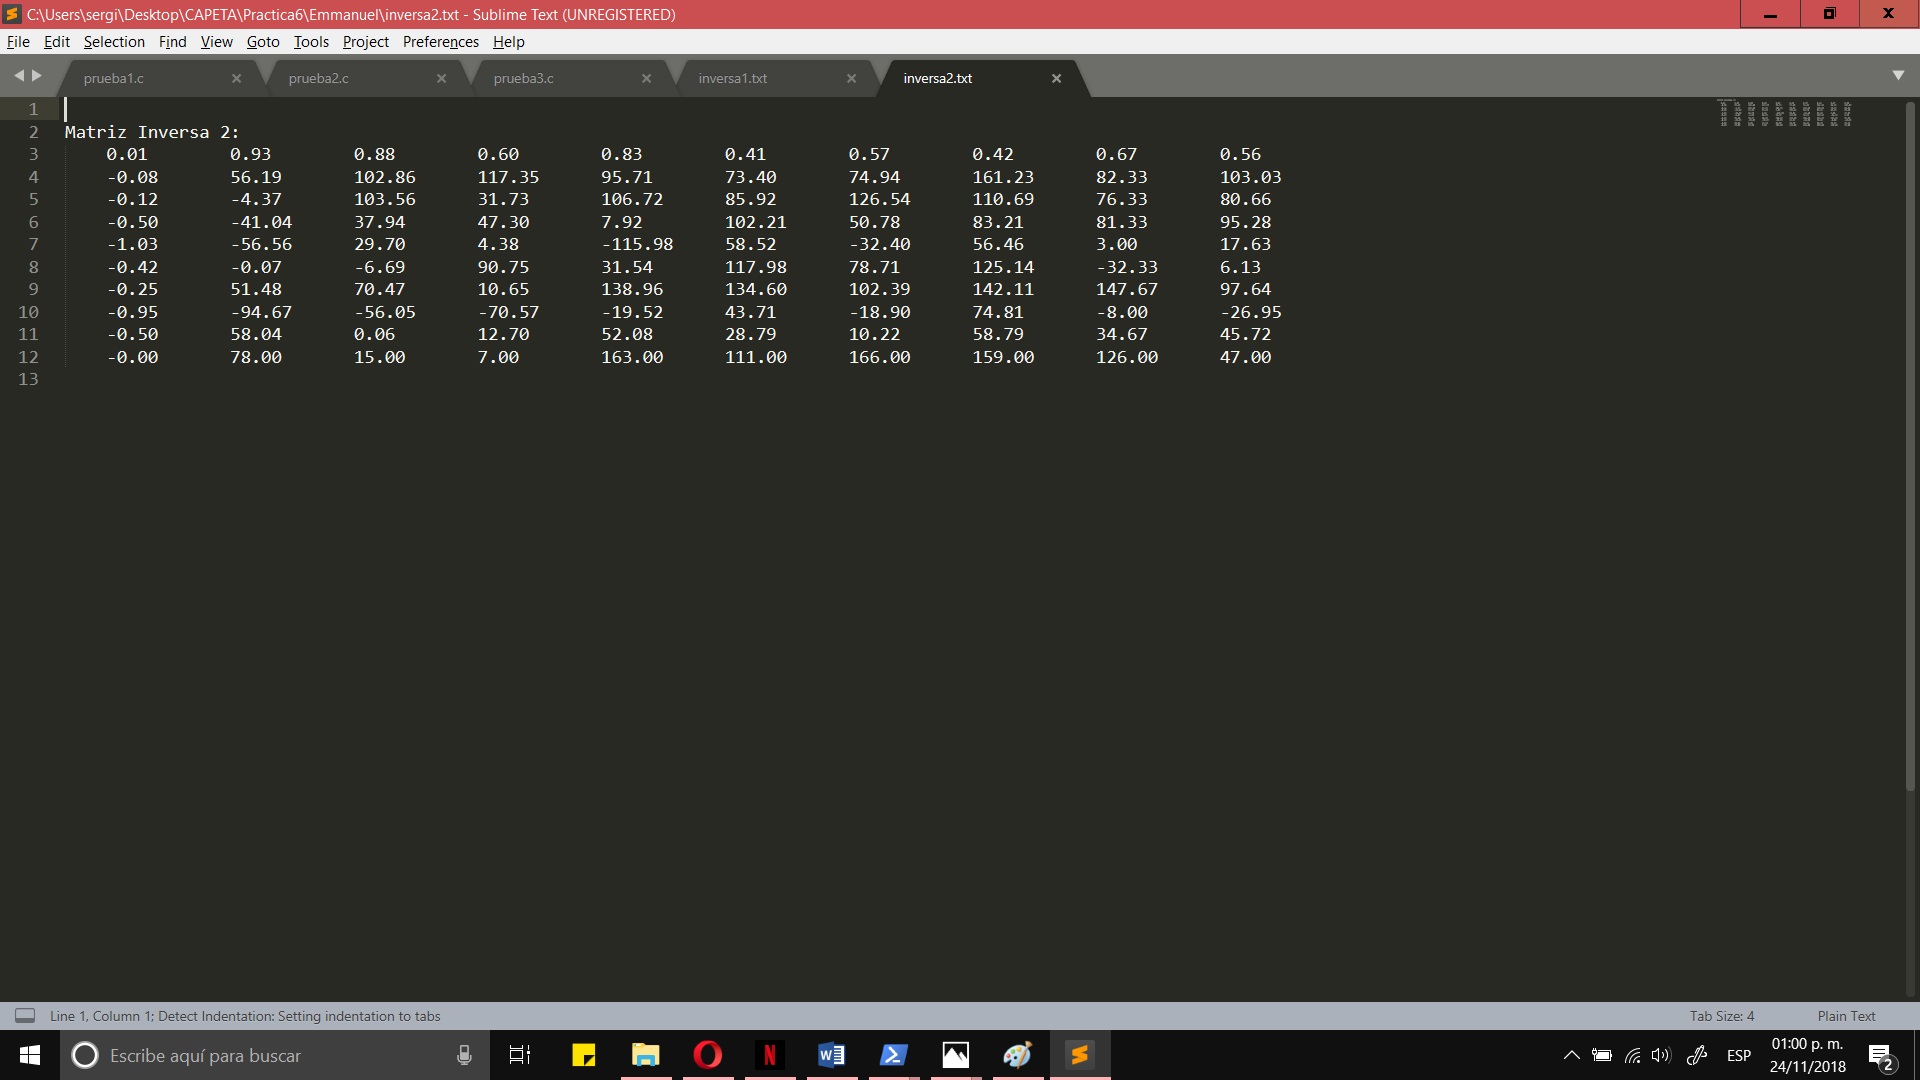 C:\Users\sergi\Desktop\CAPETA\Practica6\Emmanuel\inversa2.txt - Sublime Text (UNREGISTERED)
File Edit Selection Find View Goto Tools Project Preferences Help
prueba1.c prueba2.c prueba3.c inversa1.txt inversa2.txt
1
2 Matriz Inversa 2:
3 0.01 0.93 0.88 0.60 0.83 0.41 0.57 0.42 0.67 0.56
4 -0.08 56.19 102.86 117.35 95.71 73.40 74.94 161.23 82.33 103.03
5 -0.12 -4.37 103.56 31.73 106.72 85.92 126.54 110.69 76.33 80.66
6 -0.50 -41.04 37.94 47.30 7.92 102.21 50.78 83.21 81.33 95.28
7 -1.03 -56.56 29.70 4.38 -115.98 58.52 -32.40 56.46 3.00 17.63
8 -0.42 -0.07 -6.69 90.75 31.54 117.98 78.71 125.14 -32.33 6.13
9 -0.25 51.48 70.47 10.65 138.96 134.60 102.39 142.11 147.67 97.64
10 -0.95 -94.67 -56.05 -70.57 -19.52 43.71 -18.90 74.81 -8.00 -26.95
11 -0.50 58.04 0.06 12.70 52.08 28.79 10.22 58.79 34.67 45.72
12 -0.00 78.00 15.00 7.00 163.00 111.00 166.00 159.00 126.00 47.00
13
Line 1, Column 1; Detect Indentation: Setting indentation to tabs Tab Size: 4 Plain Text
Escribe aquí para buscar
ESP
01:00 p. m.
24/11/2018
2